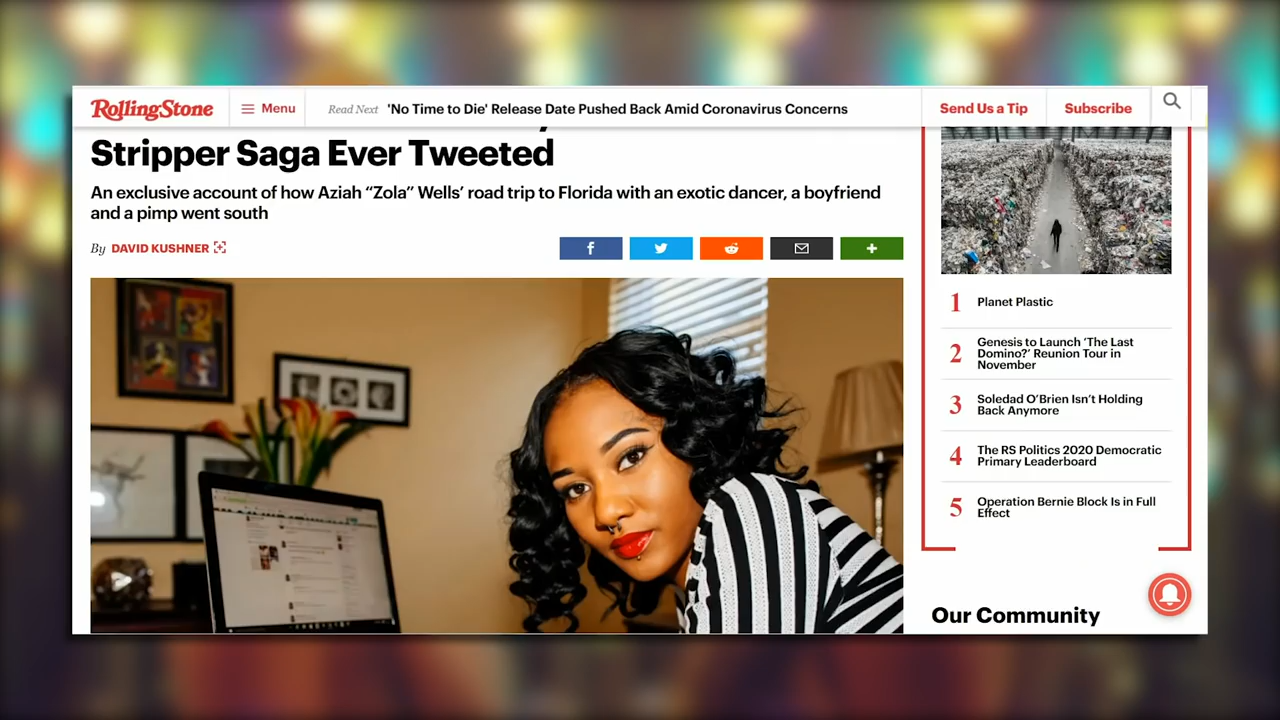 RollingStone
Menu
Read Next 'No Time to Die' Release Date Pushed Back Amid Coronavirus Concerns
Send Us a Tip
Subscribe
Stripper Saga Ever Tweeted
An exclusive account of how Aziah “Zola” Wells’ road trip to Florida with an exotic dancer, a boyfriend
and a pimp went south
By DAVID KUSHNER
1 Planet Plastic
2 Genesis to Launch ‘The Last
Domino?’ Reunion Tour in
November
3 Soledad O’Brien Isn’t Holding
Back Anymore
4 The RS Politics 2020 Democratic
Primary Leaderboard
5 Operation Bernie Block Is in Full
Effect
Our Community